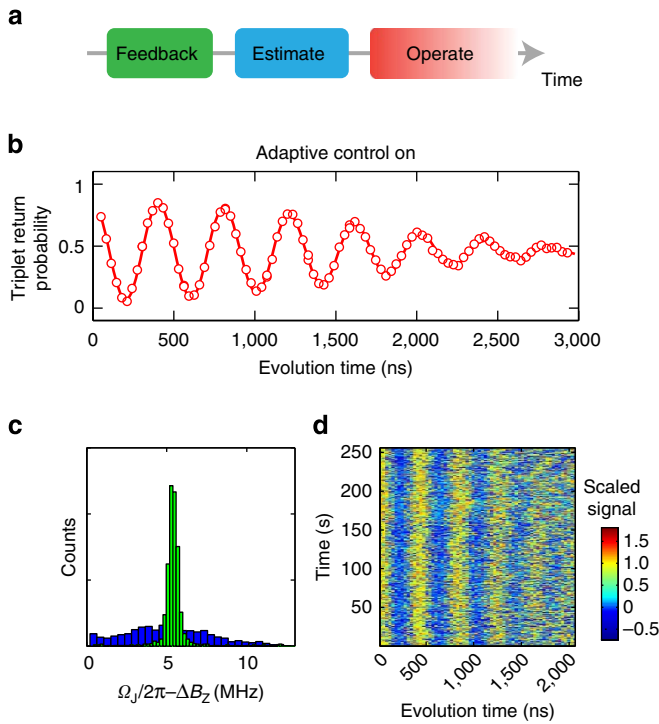 a
Feedback
Estimate
Operate
Time
b
Adaptive control on
Triplet return
probability
1
0.5
0
0
500
1,000
1,500
2,000
2,500
3,000
Evolution time (ns)
c
Counts
0
5
10
Ω_J/2π–ΔB_Z (MHz)
d
Time (s)
250
200
150
100
50
0
500
1,000
1,500
2,000
Evolution time (ns)
Scaled
signal
1.5
1.0
0.5
0
–0.5